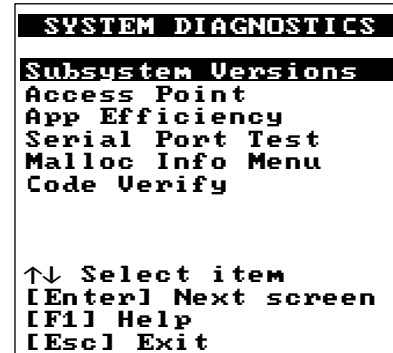 SYSTEM DIAGNOSTICS
Subsystem Versions
Access Point
App Efficiency
Serial Port Test
Malloc Info Menu
Code Verify
↑↓ Select item
[Enter] Next screen
[F1] Help
[Esc] Exit